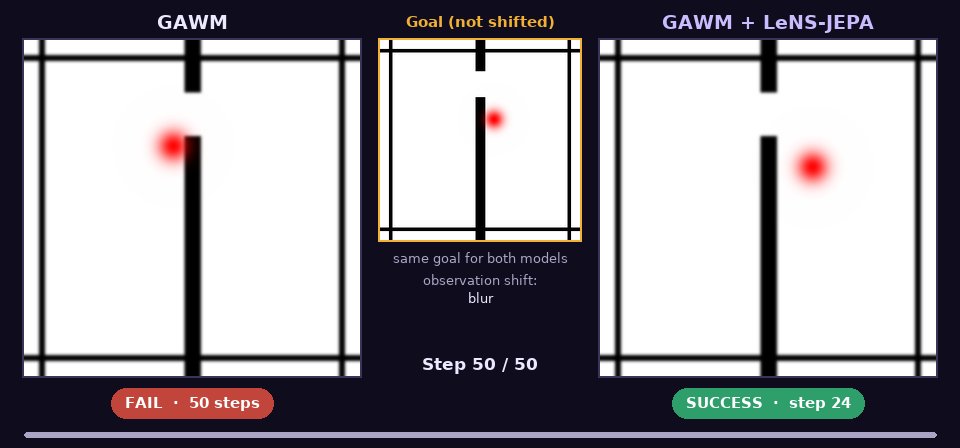 GAWM
Goal (not shifted)
GAWM + LeNS-JEPA
same goal for both models
observation shift:
blur
Step 50 / 50
FAIL · 50 steps
SUCCESS · step 24